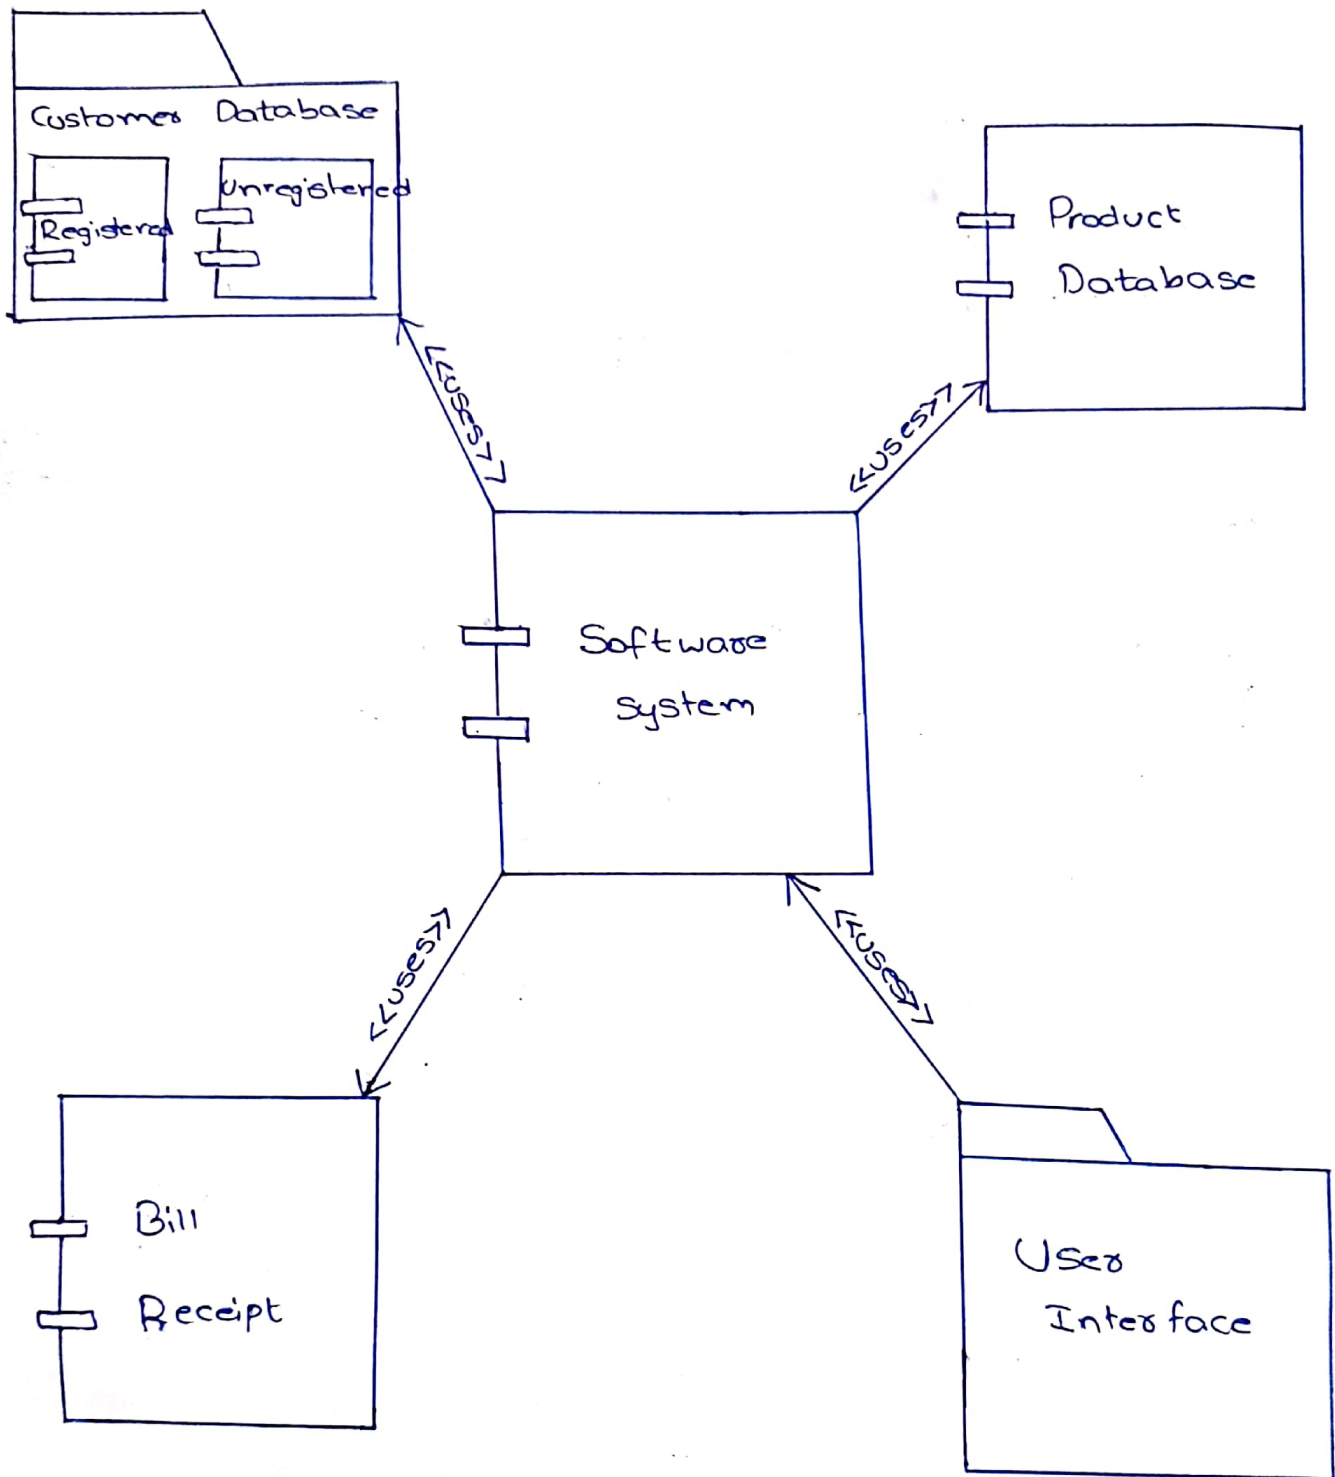 Customer Database
Registered
Unregistered
Product
Database
<<uses>>
<<uses>>
Software
system
<<uses>>
<<uses>>
Bill
Receipt
User
Interface